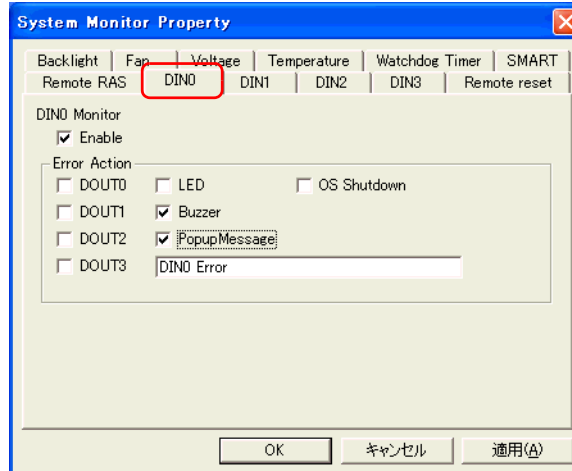 System Monitor Property
Backlight Fan Voltage Temperature Watchdog Timer SMART
Remote RAS DIN0 DIN1 DIN2 DIN3 Remote reset
DIN0 Monitor
Enable
Error Action
DOUT0 LED OS Shutdown
DOUT1 Buzzer
DOUT2 PopupMessage
DOUT3 DIN0 Error
OK キャンセル 適用(A)